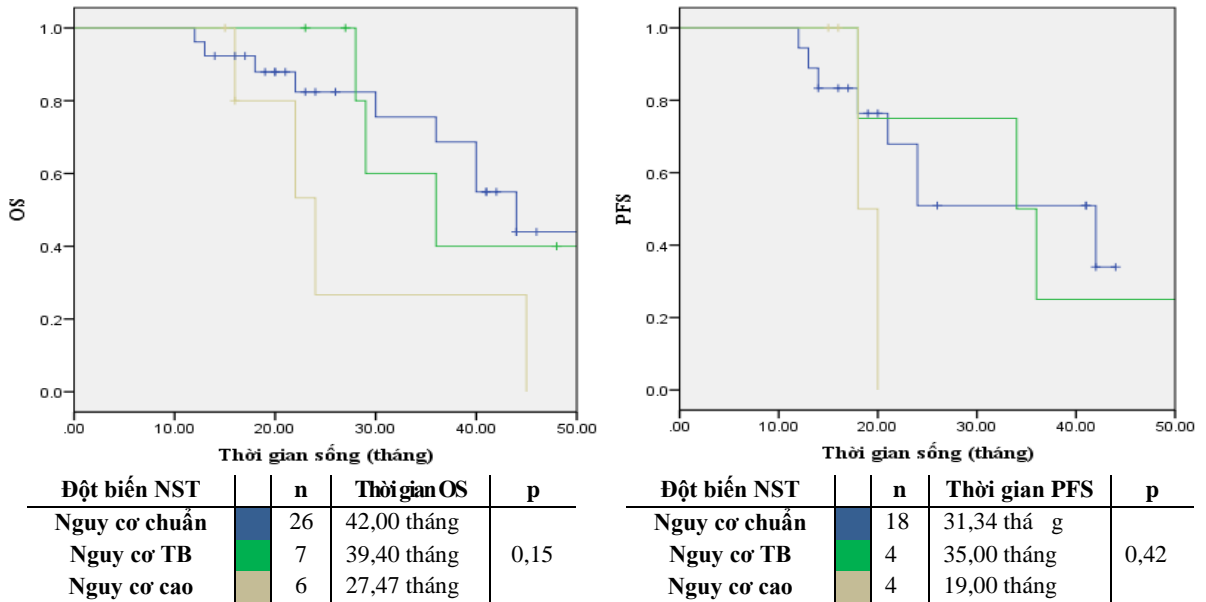 1.0
0.8
0.6
0.4
0.2
0.0
OS
.00 10.00 20.00 30.00 40.00 50.00
Thời gian sống (tháng)
Đột biến NST n Thời gian OS p
Nguy cơ chuẩn 26 42,00 tháng
Nguy cơ TB 7 39,40 tháng 0,15
Nguy cơ cao 6 27,47 tháng
1.0
0.8
0.6
0.4
0.2
0.0
PFS
.00 10.00 20.00 30.00 40.00 50.00
Thời gian sống (tháng)
Đột biến NST n Thời gian PFS p
Nguy cơ chuẩn 18 31,34 thá g
Nguy cơ TB 4 35,00 tháng 0,42
Nguy cơ cao 4 19,00 tháng